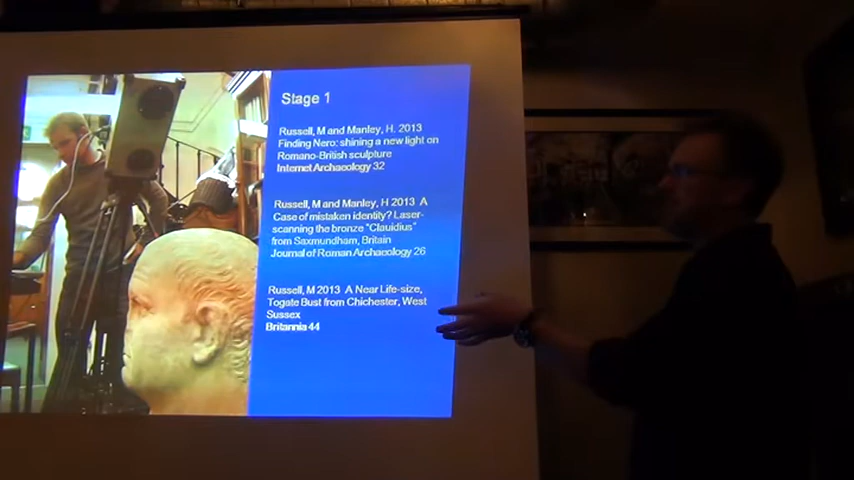 Stage 1
Russell, M and Manley, H. 2013
Finding Nero: shining a new light on
Romano-British sculpture
Internet Archaeology 32
Russell, M and Manley, H 2013 A
Case of mistaken identity? Laser-
scanning the bronze "Clauidius"
from Saxmundham, Britain
Journal of Roman Archaeology 26
Russell, M 2013 A Near Life-size,
Togate Bust from Chichester, West
Sussex
Britannia 44